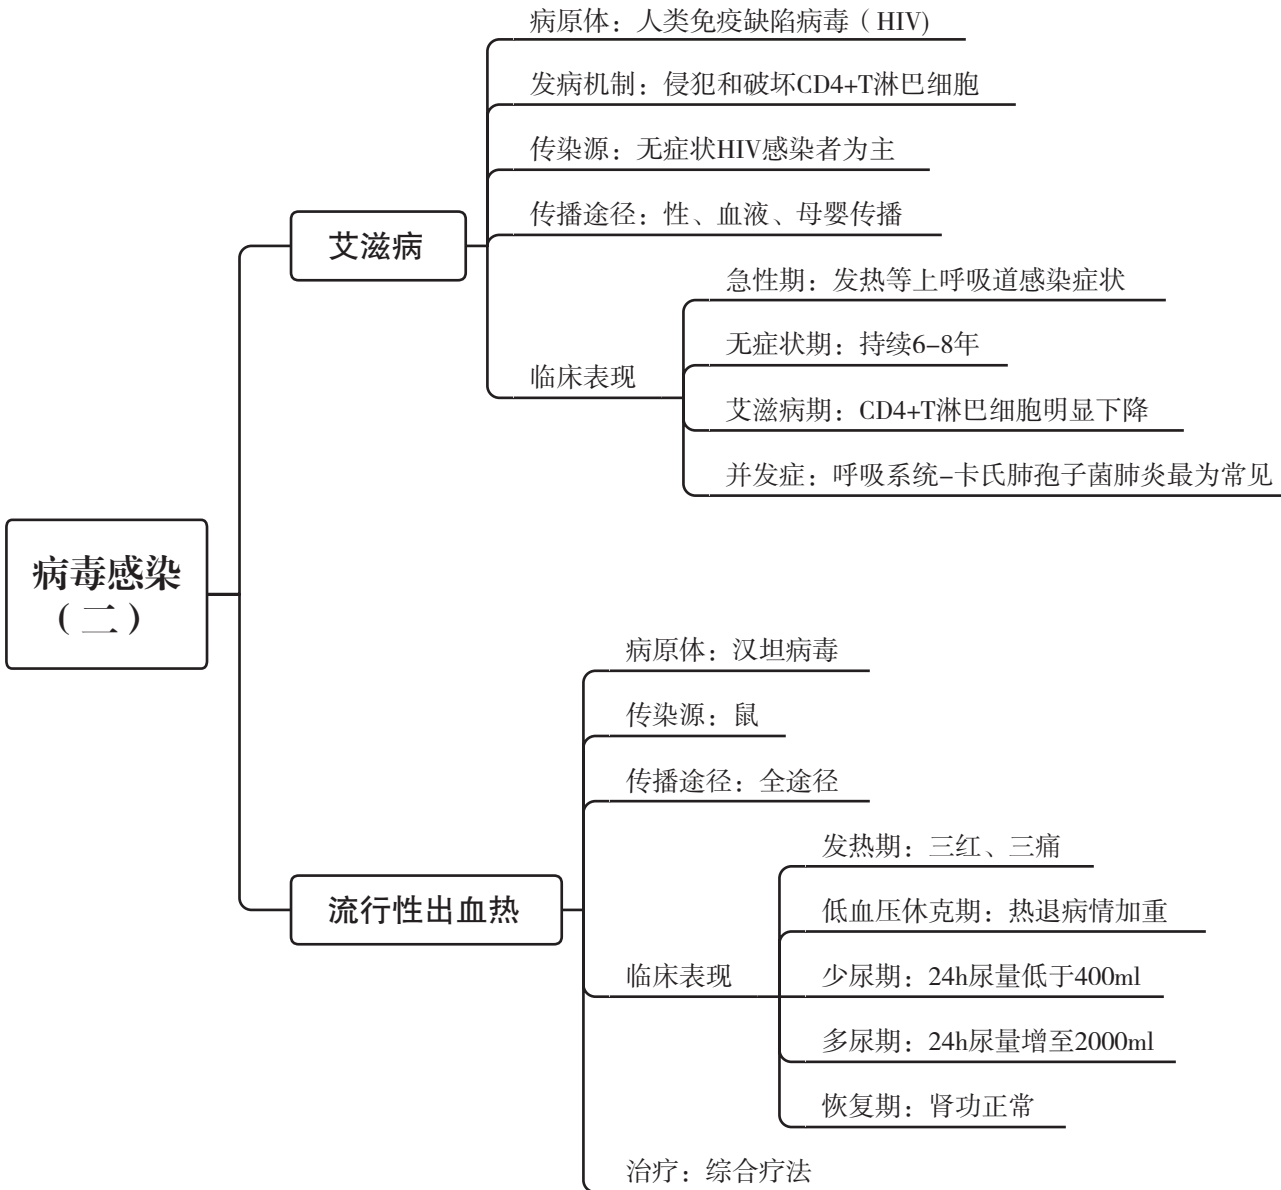 病毒感染
（二）
艾滋病
病原体：人类免疫缺陷病毒（HIV)
发病机制：侵犯和破坏CD4+T淋巴细胞
传染源：无症状HIV感染者为主
传播途径：性、血液、母婴传播
临床表现
急性期：发热等上呼吸道感染症状
无症状期：持续6-8年
艾滋病期：CD4+T淋巴细胞明显下降
并发症：呼吸系统-卡氏肺孢子菌肺炎最为常见
流行性出血热
病原体：汉坦病毒
传染源：鼠
传播途径：全途径
临床表现
发热期：三红、三痛
低血压休克期：热退病情加重
少尿期：24h尿量低于400ml
多尿期：24h尿量增至2000ml
恢复期：肾功正常
治疗：综合疗法